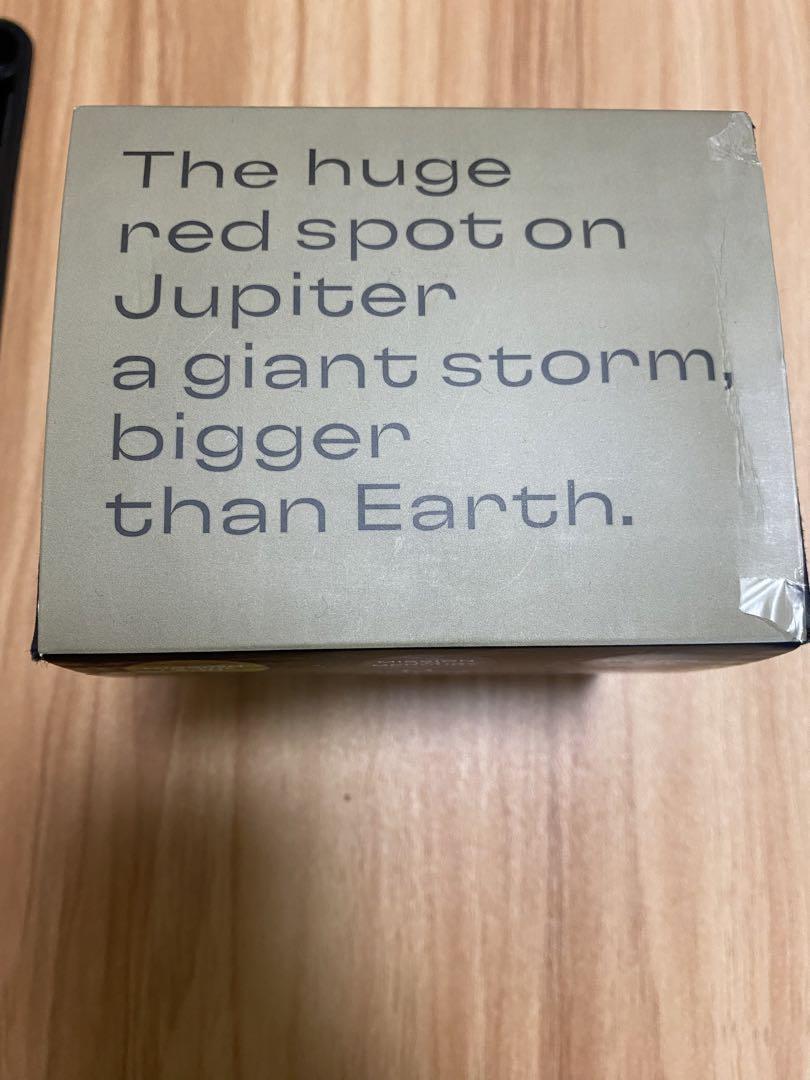 The huge
red spot on
Jupiter
a giant storm,
bigger
than Earth.